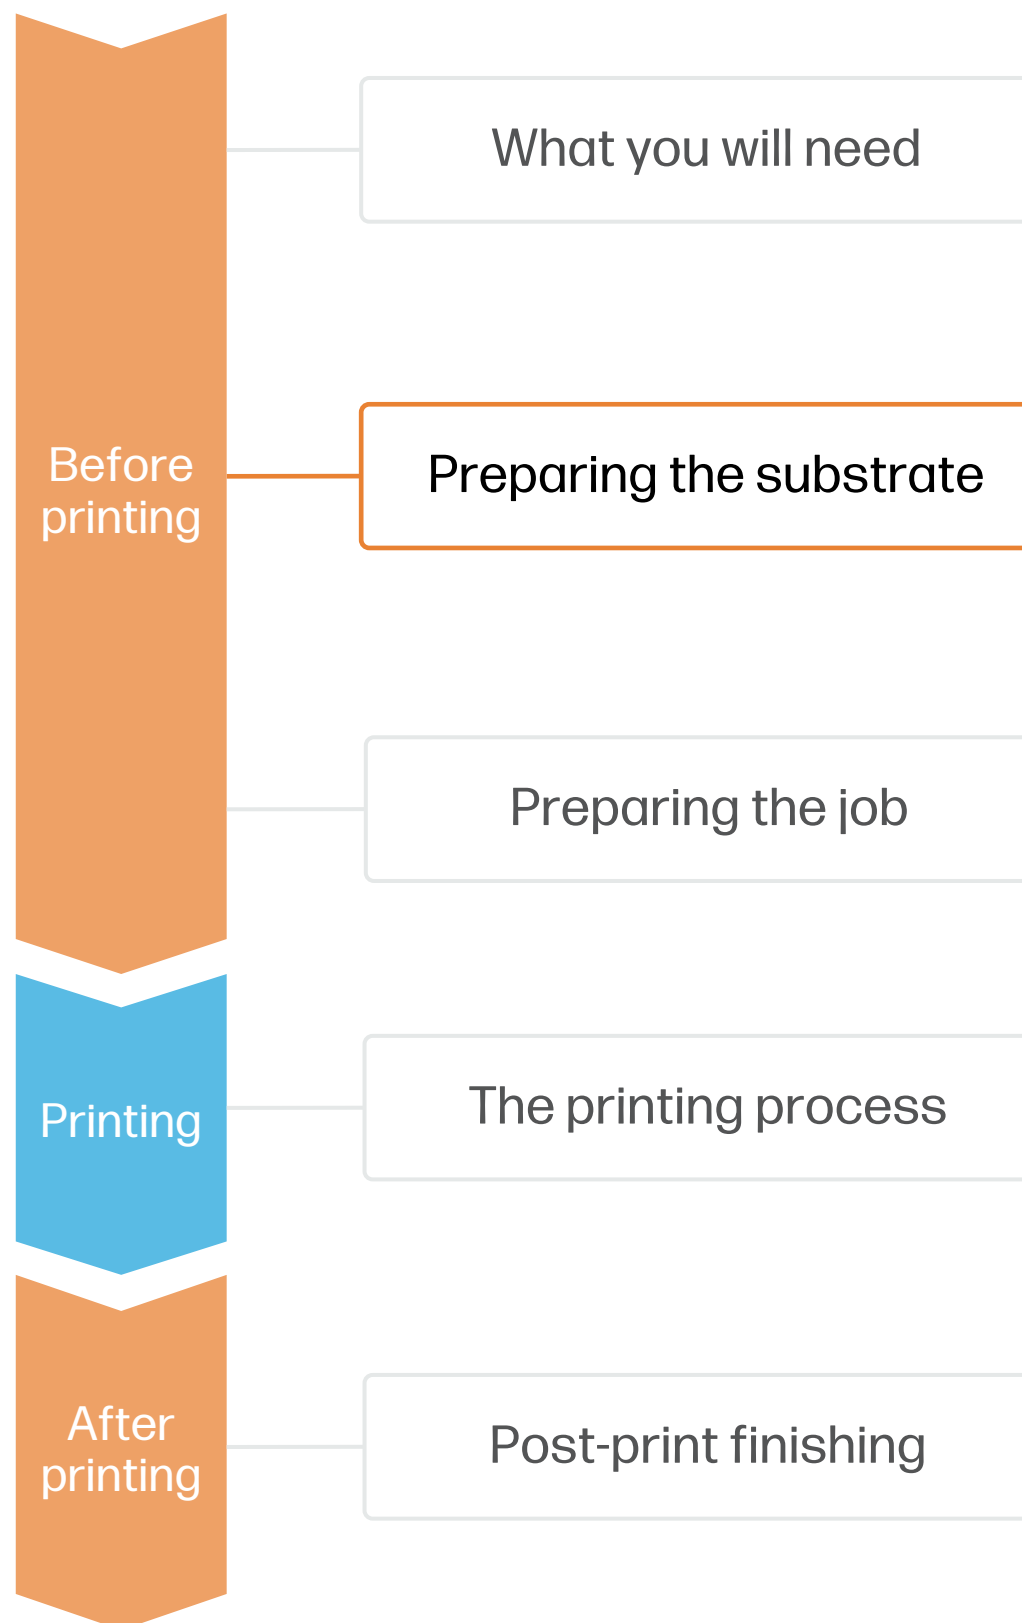 What you will need
Before
printing
Preparing the substrate
Preparing the job
Printing
The printing process
After
printing
Post-print finishing